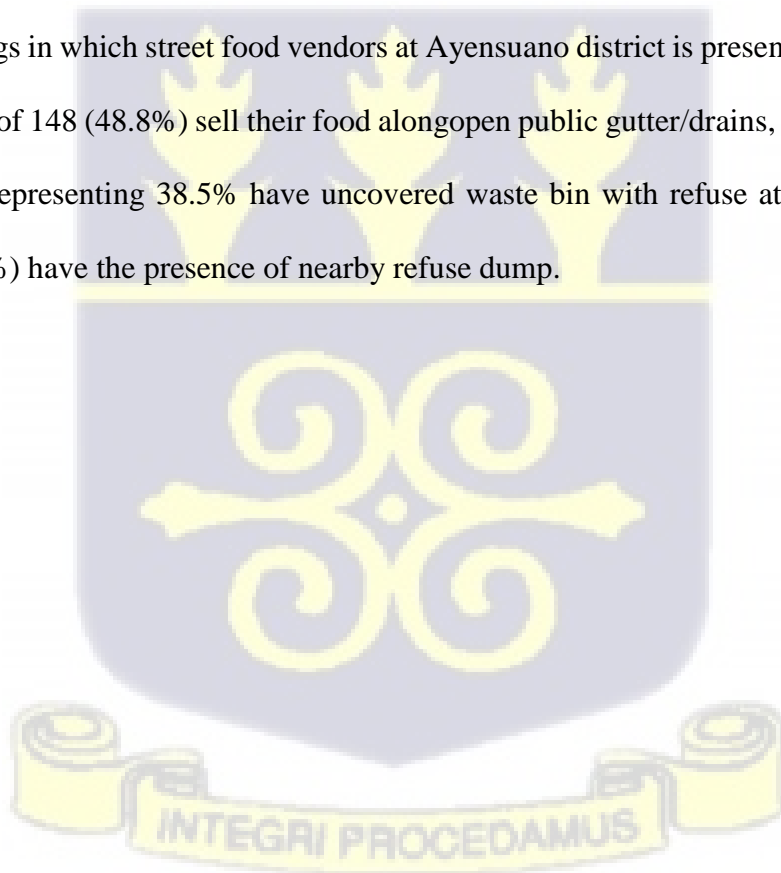 gs in which street food vendors at Ayensuano district is presen
of 148 (48.8%) sell their food alongopen public gutter/drains,
epresenting 38.5% have uncovered waste bin with refuse at
%) have the presence of nearby refuse dump.
INTEGRI PROCEDAMUS